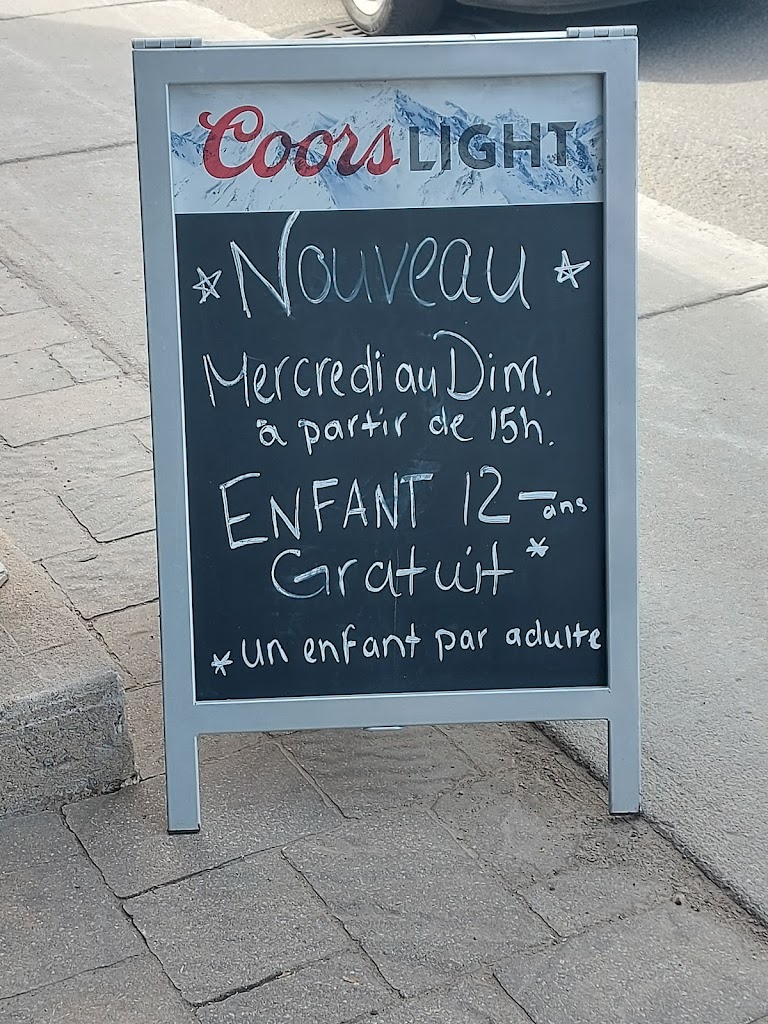 Coors LIGHT
☆ Nouveau ☆
Mercredi au Dim.
à partir de 15h.
ENFANT 12 - ans
Gratuit *
* un enfant par adulte